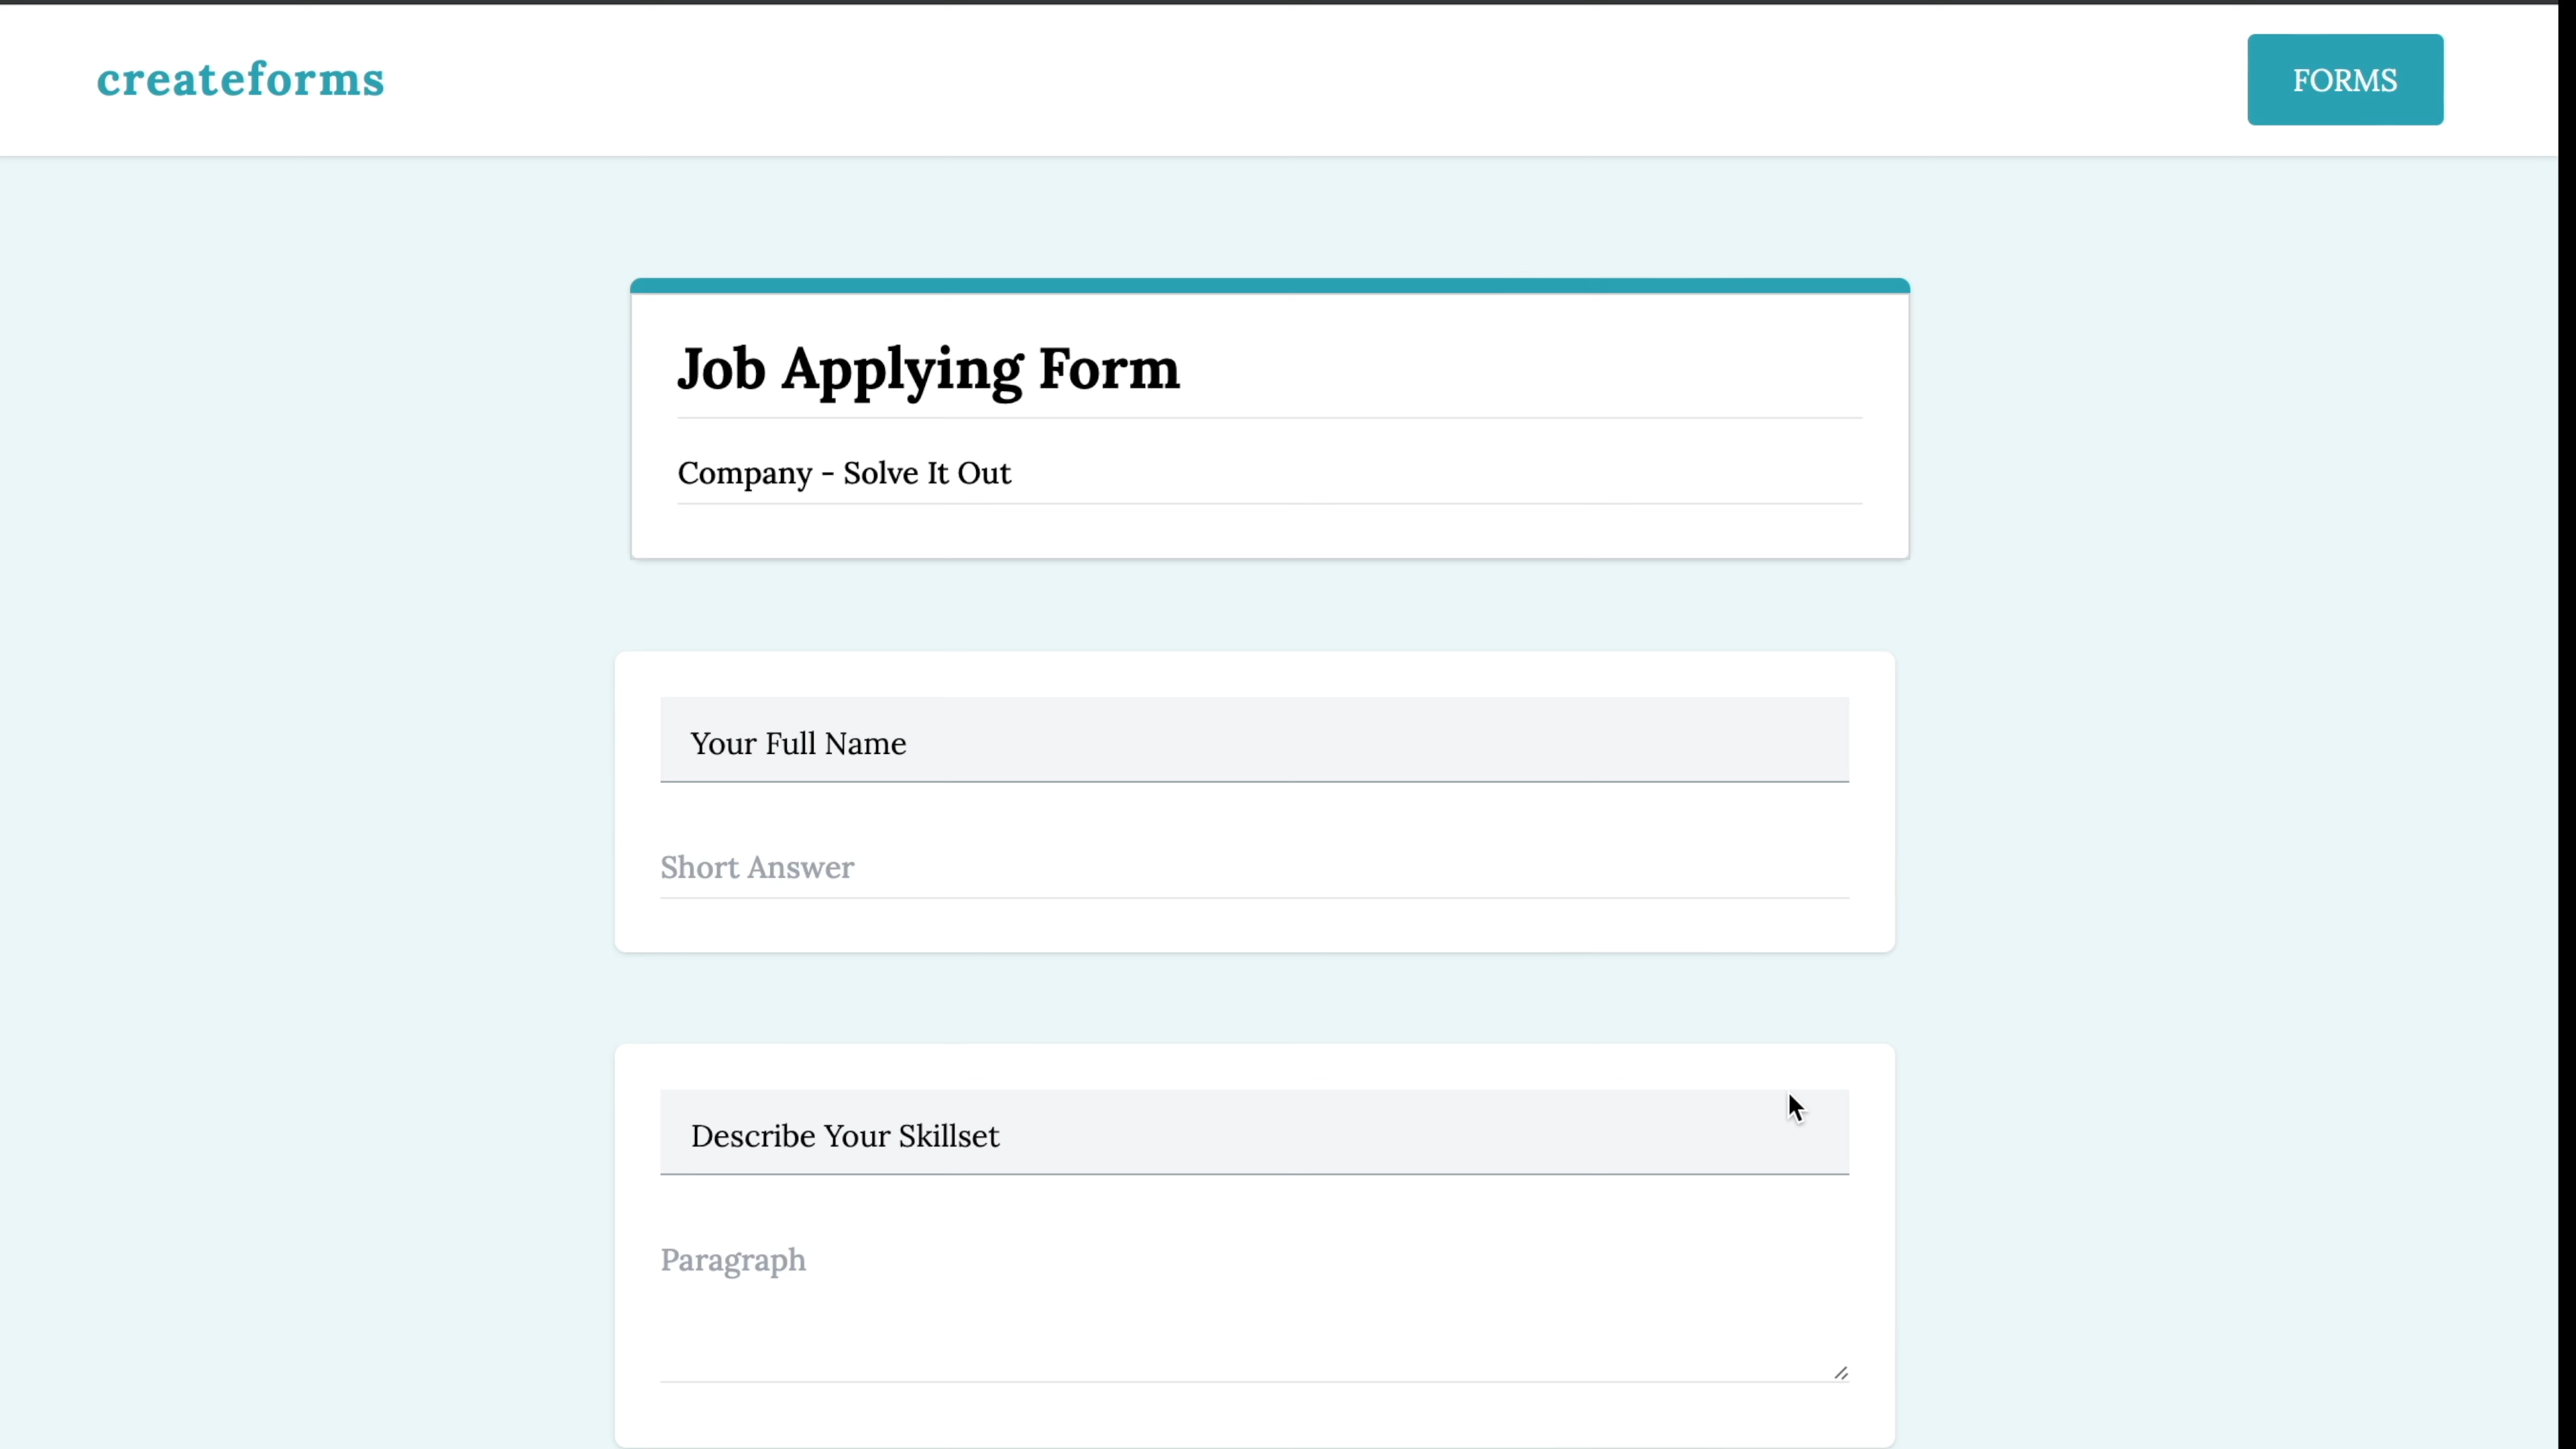 createforms
FORMS
Job Applying Form
Company - Solve It Out
Your Full Name
Short Answer
Describe Your Skillset
Paragraph